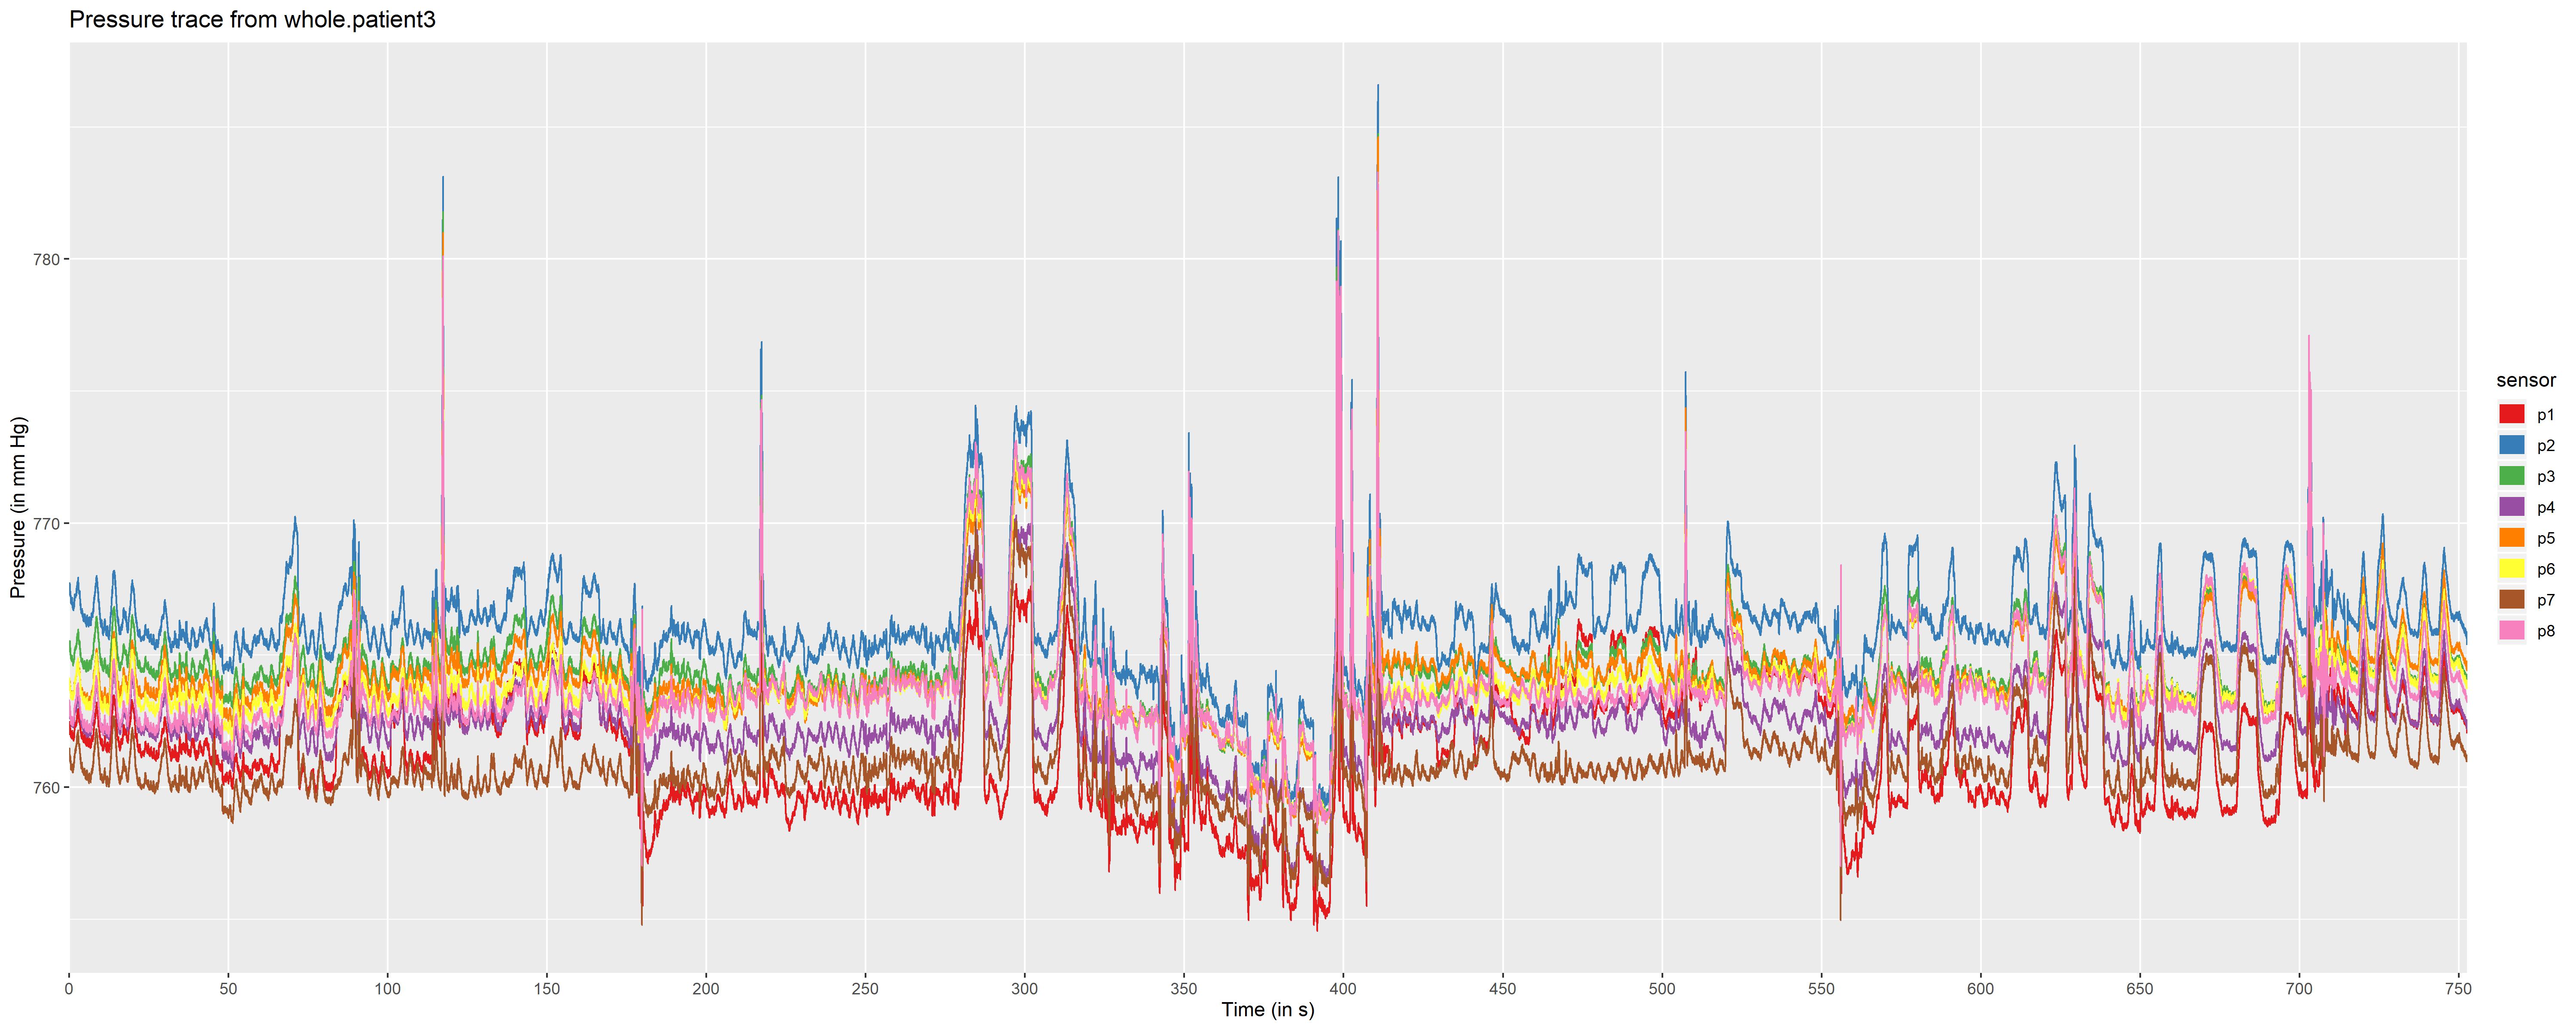 Pressure trace from whole.patient3
Pressure (in mm Hg)
780
770
760
0 50 100 150 200 250 300 350 400 450 500 550 600 650 700 750
Time (in s)
sensor
p1
p2
p3
p4
p5
p6
p7
p8